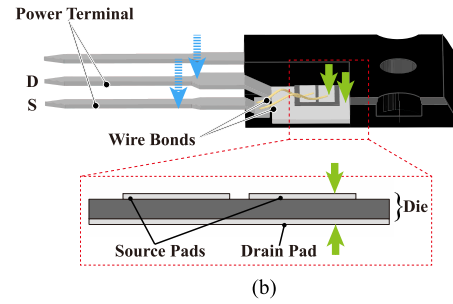 Power Terminal
D
S
Wire Bonds
Die
Source Pads
Drain Pad
(b)